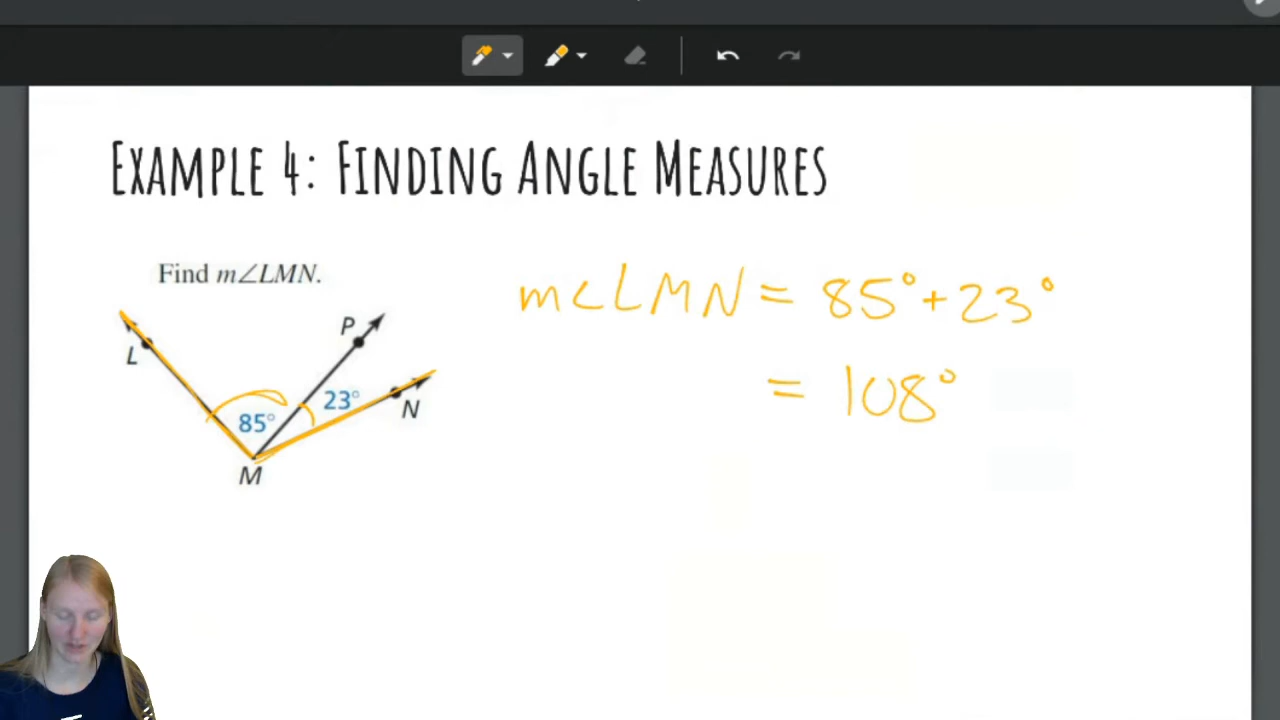 EXAMPLE 4: FINDING ANGLE MEASURES
Find m∠LMN.
m∠LMN = 85° + 23°
= 108°
P
L
23°
N
85°
M